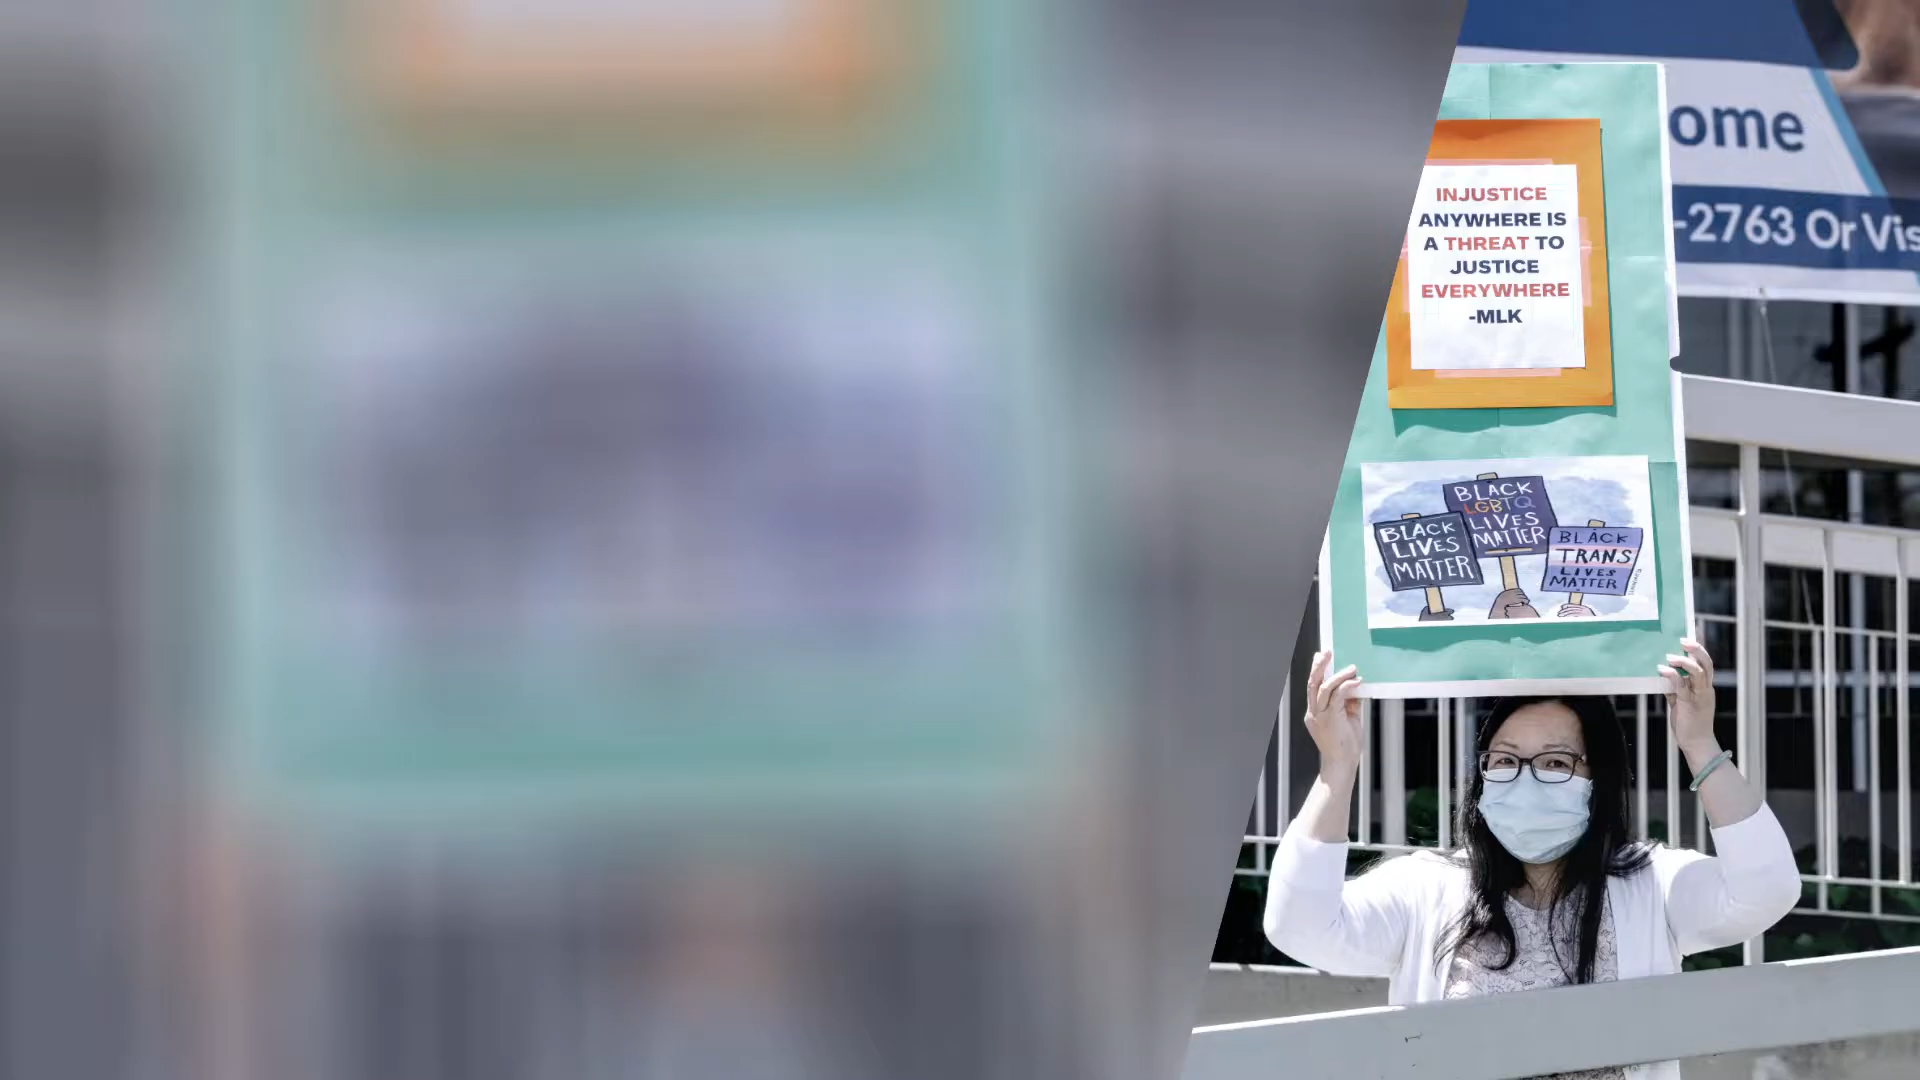 ome
-2763 Or Vis
INJUSTICE
ANYWHERE IS
A THREAT TO
JUSTICE
EVERYWHERE
-MLK
BLACK
LGBTQ
LIVES
MATTER
BLACK
LIVES
MATTER
BLACK
TRANS
LIVES
MATTER